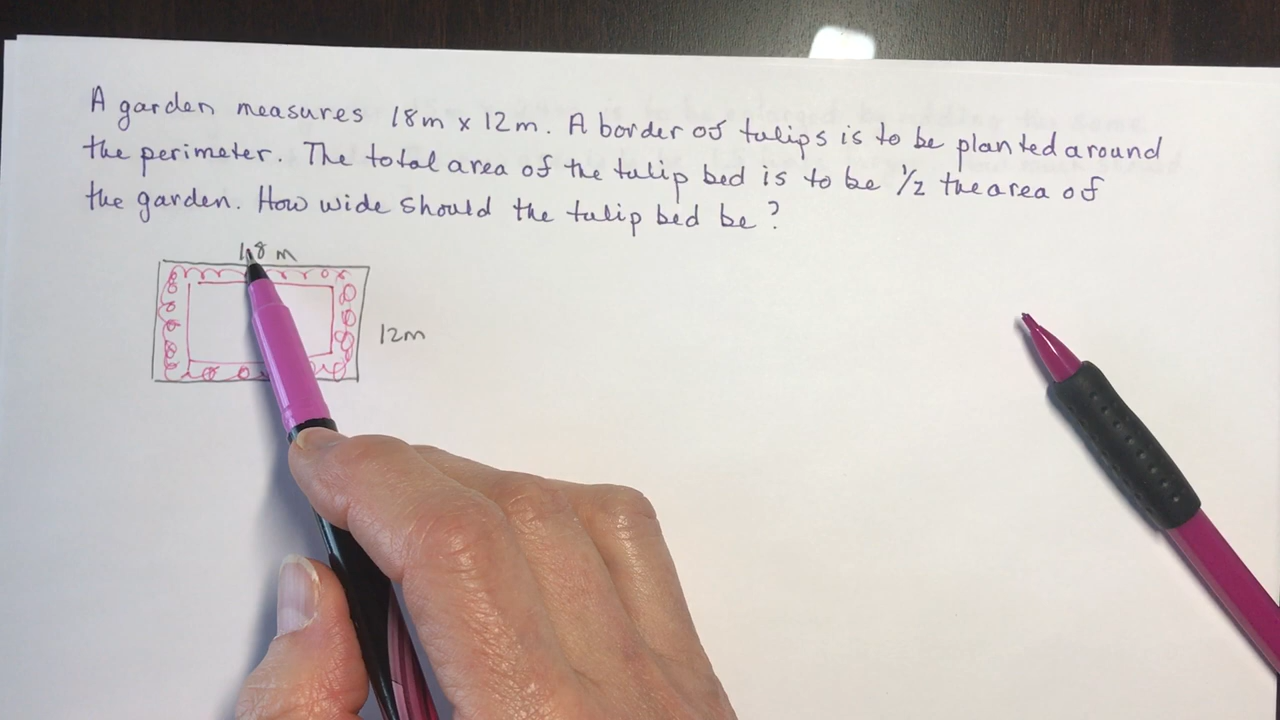 A garden measures 18m x 12m. A border of tulips is to be planted around
the perimeter. The total area of the tulip bed is to be 1/2 the area of
the garden. How wide should the tulip bed be?
18 m
12m